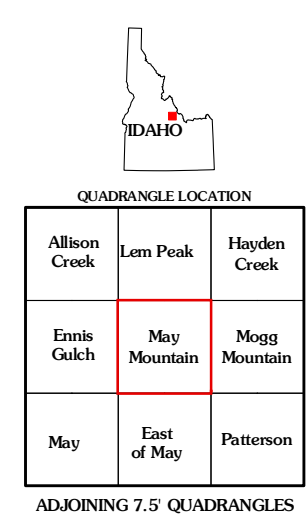 IDAHO
QUADRANGLE LOCATION
Allison
Creek
Lem Peak
Hayden
Creek
Ennis
Gulch
May
Mountain
Mogg
Mountain
May
East
of May
Patterson
ADJOINING 7.5' QUADRANGLES